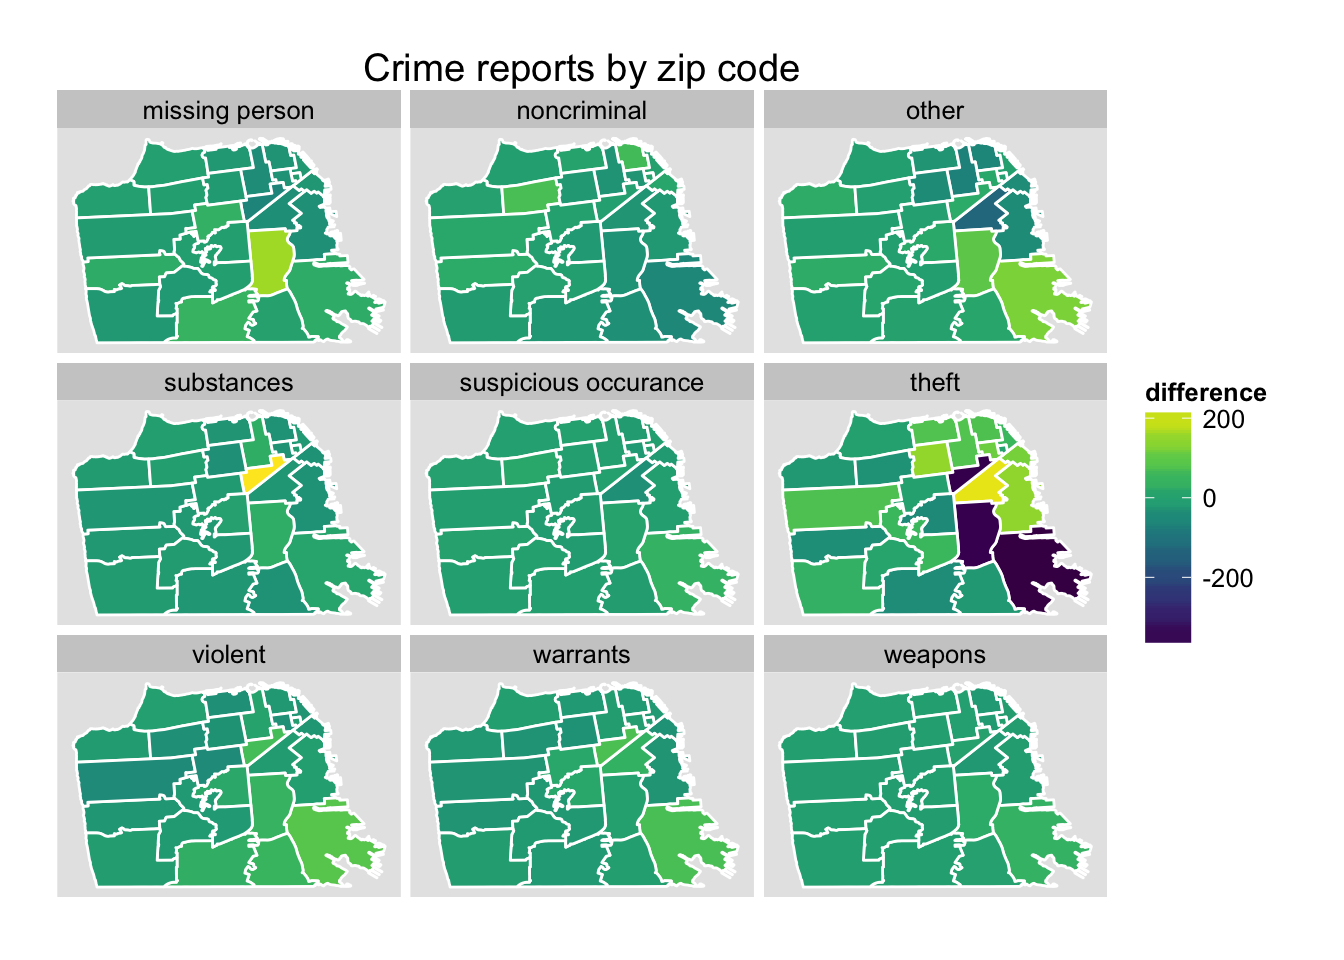 Crime reports by zip code
missing person
noncriminal
other
substances
suspicious occurance
theft
violent
warrants
weapons
difference
200
0
-200